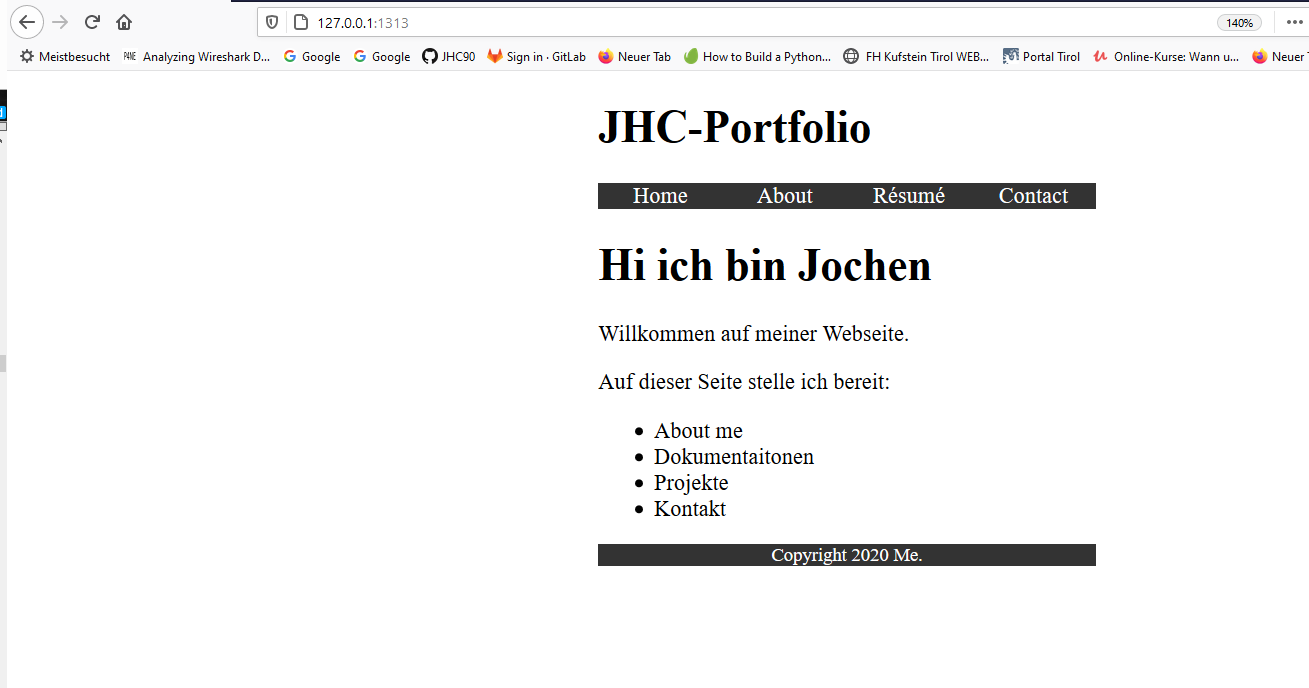 127.0.0.1:1313 140%
Meistbesucht Analyzing Wireshark D... Google Google JHC90 Sign in · GitLab Neuer Tab How to Build a Python... FH Kufstein Tirol WEB... Portal Tirol Online-Kurse: Wann u... Neuer
JHC-Portfolio
Home About Résumé Contact
Hi ich bin Jochen
Willkommen auf meiner Webseite.
Auf dieser Seite stelle ich bereit:
• About me
• Dokumentaitonen
• Projekte
• Kontakt
Copyright 2020 Me.